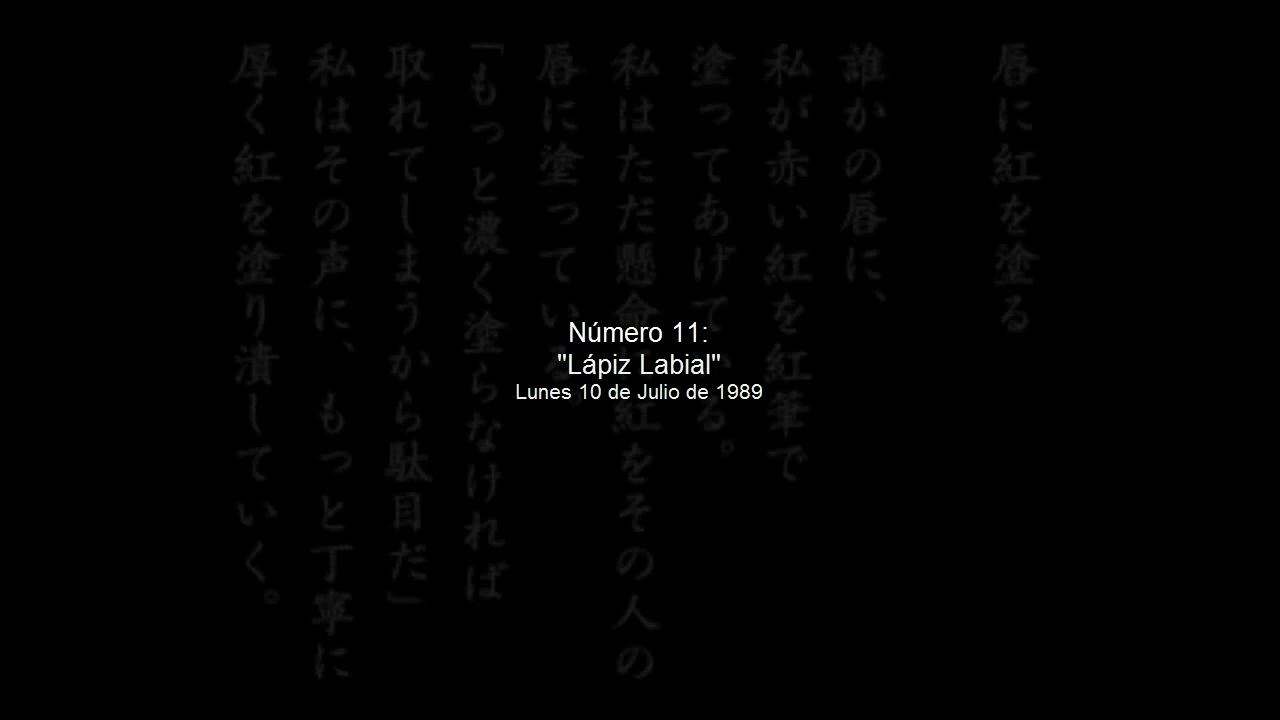 唇に紅を塗る
誰かの唇に、
私が赤い紅を紅筆で
塗ってあげている。
私はただ懸命に紅をその人の
唇に塗っている。
「もっと濃く塗らなければ
取れてしまうから駄目だ」
私はその声に、もっと丁寧に
厚く紅を塗り潰していく。
Número 11:
"Lápiz Labial"
Lunes 10 de Julio de 1989